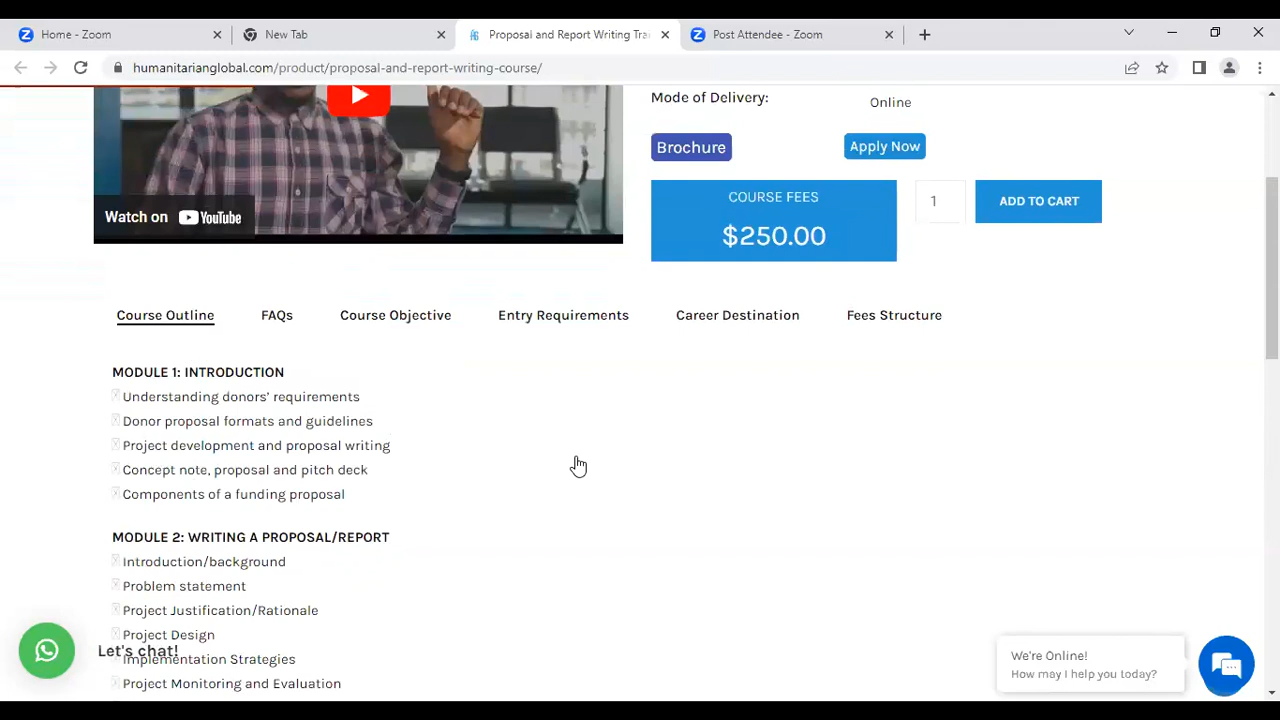 Home - Zoom
New Tab
Proposal and Report Writing Tra
Post Attendee - Zoom
humanitarianglobal.com/product/proposal-and-report-writing-course/
Mode of Delivery:
Online
Brochure
Apply Now
Watch on YouTube
COURSE FEES
$250.00
1
ADD TO CART
Course Outline
FAQs
Course Objective
Entry Requirements
Career Destination
Fees Structure
MODULE 1: INTRODUCTION
Understanding donors’ requirements
Donor proposal formats and guidelines
Project development and proposal writing
Concept note, proposal and pitch deck
Components of a funding proposal
MODULE 2: WRITING A PROPOSAL/REPORT
Introduction/background
Problem statement
Project Justification/Rationale
Project Design
Implementation Strategies
Project Monitoring and Evaluation
Let's chat!
We're Online!
How may I help you today?